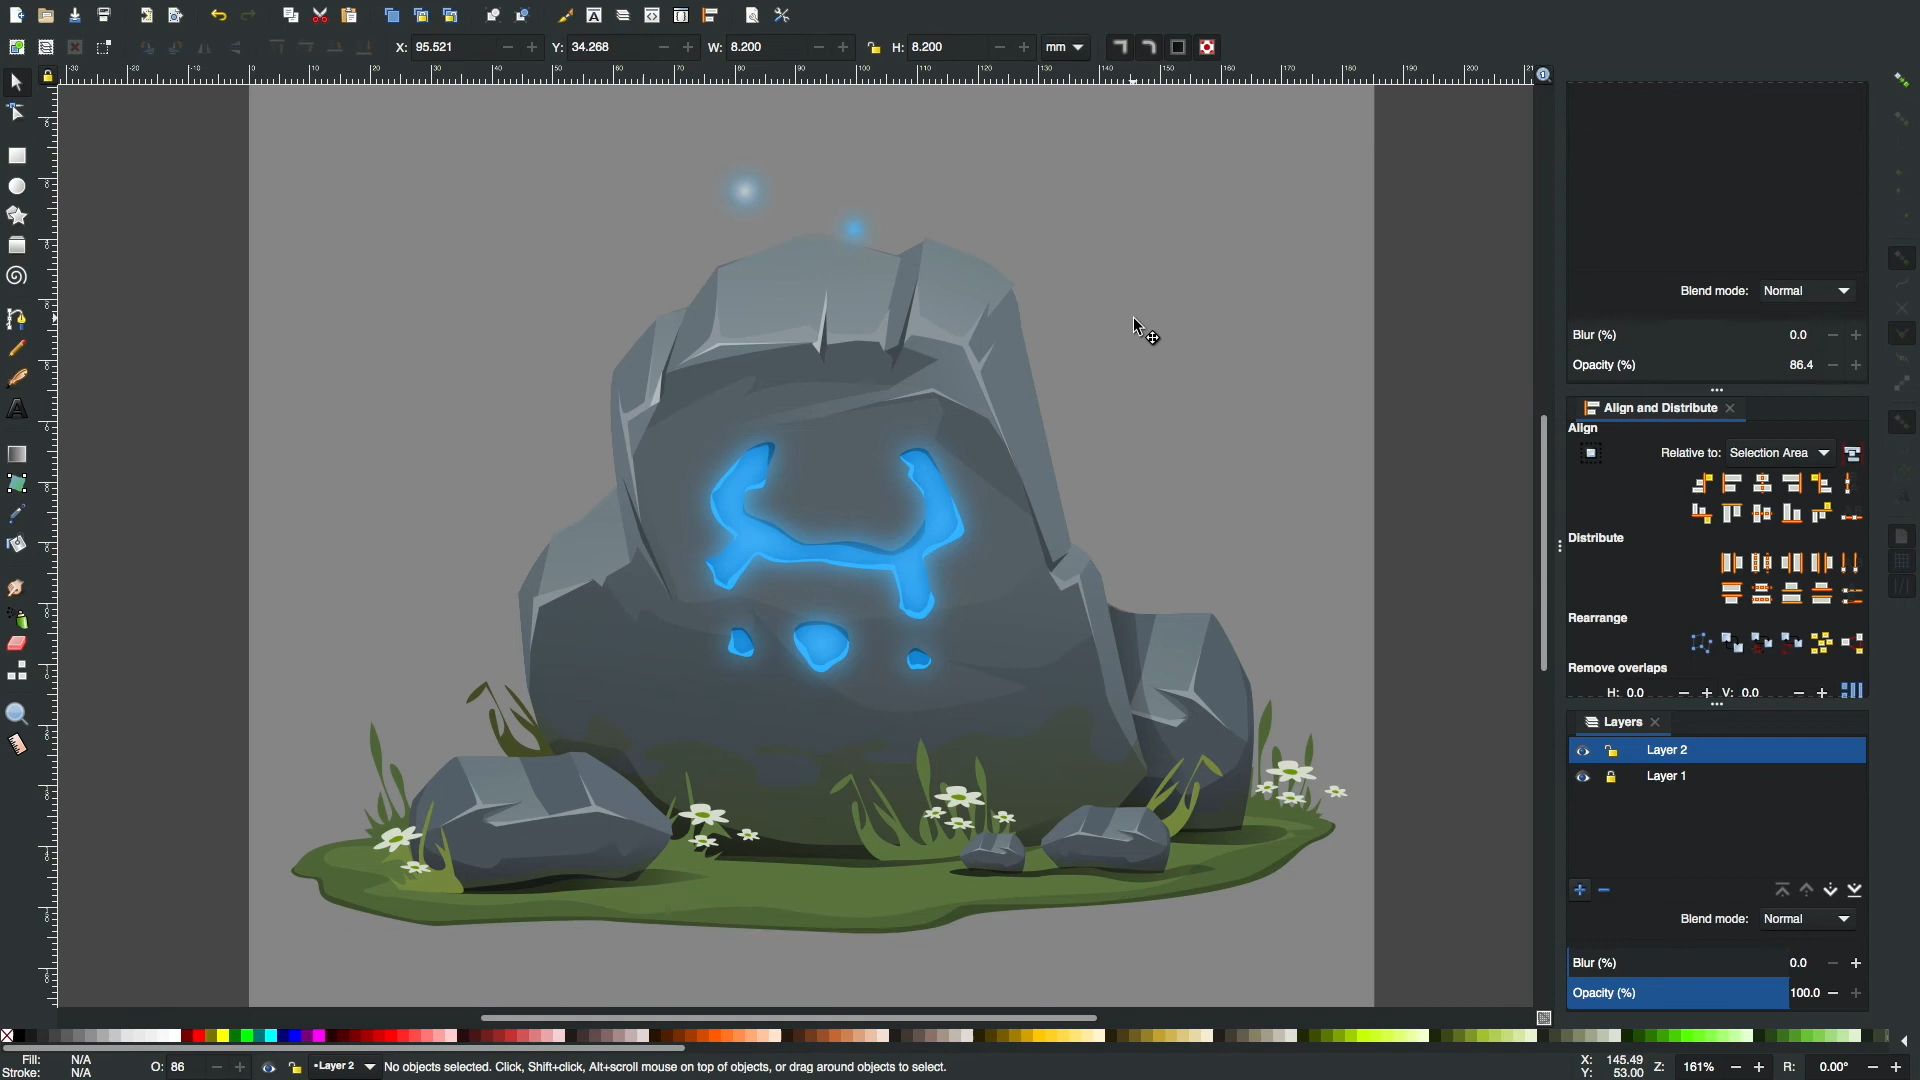 X: 95.521 Y: 34.268 W: 8.200 H: 8.200 mm
Blend mode: Normal
Blur (%) 0.0
Opacity (%) 86.4
Align and Distribute
Align
Relative to: Selection Area
Distribute
Rearrange
Remove overlaps
H: 0.0 V: 0.0
Layers
Layer 2
Layer 1
Blend mode: Normal
Blur (%) 0.0
Opacity (%) 100.0
Fill: N/A
Stroke: N/A
O: 86
•Layer 2
No objects selected. Click, Shift+click, Alt+scroll mouse on top of objects, or drag around objects to select.
X: 145.49
Y: 53.00
Z: 161%
R: 0.00°